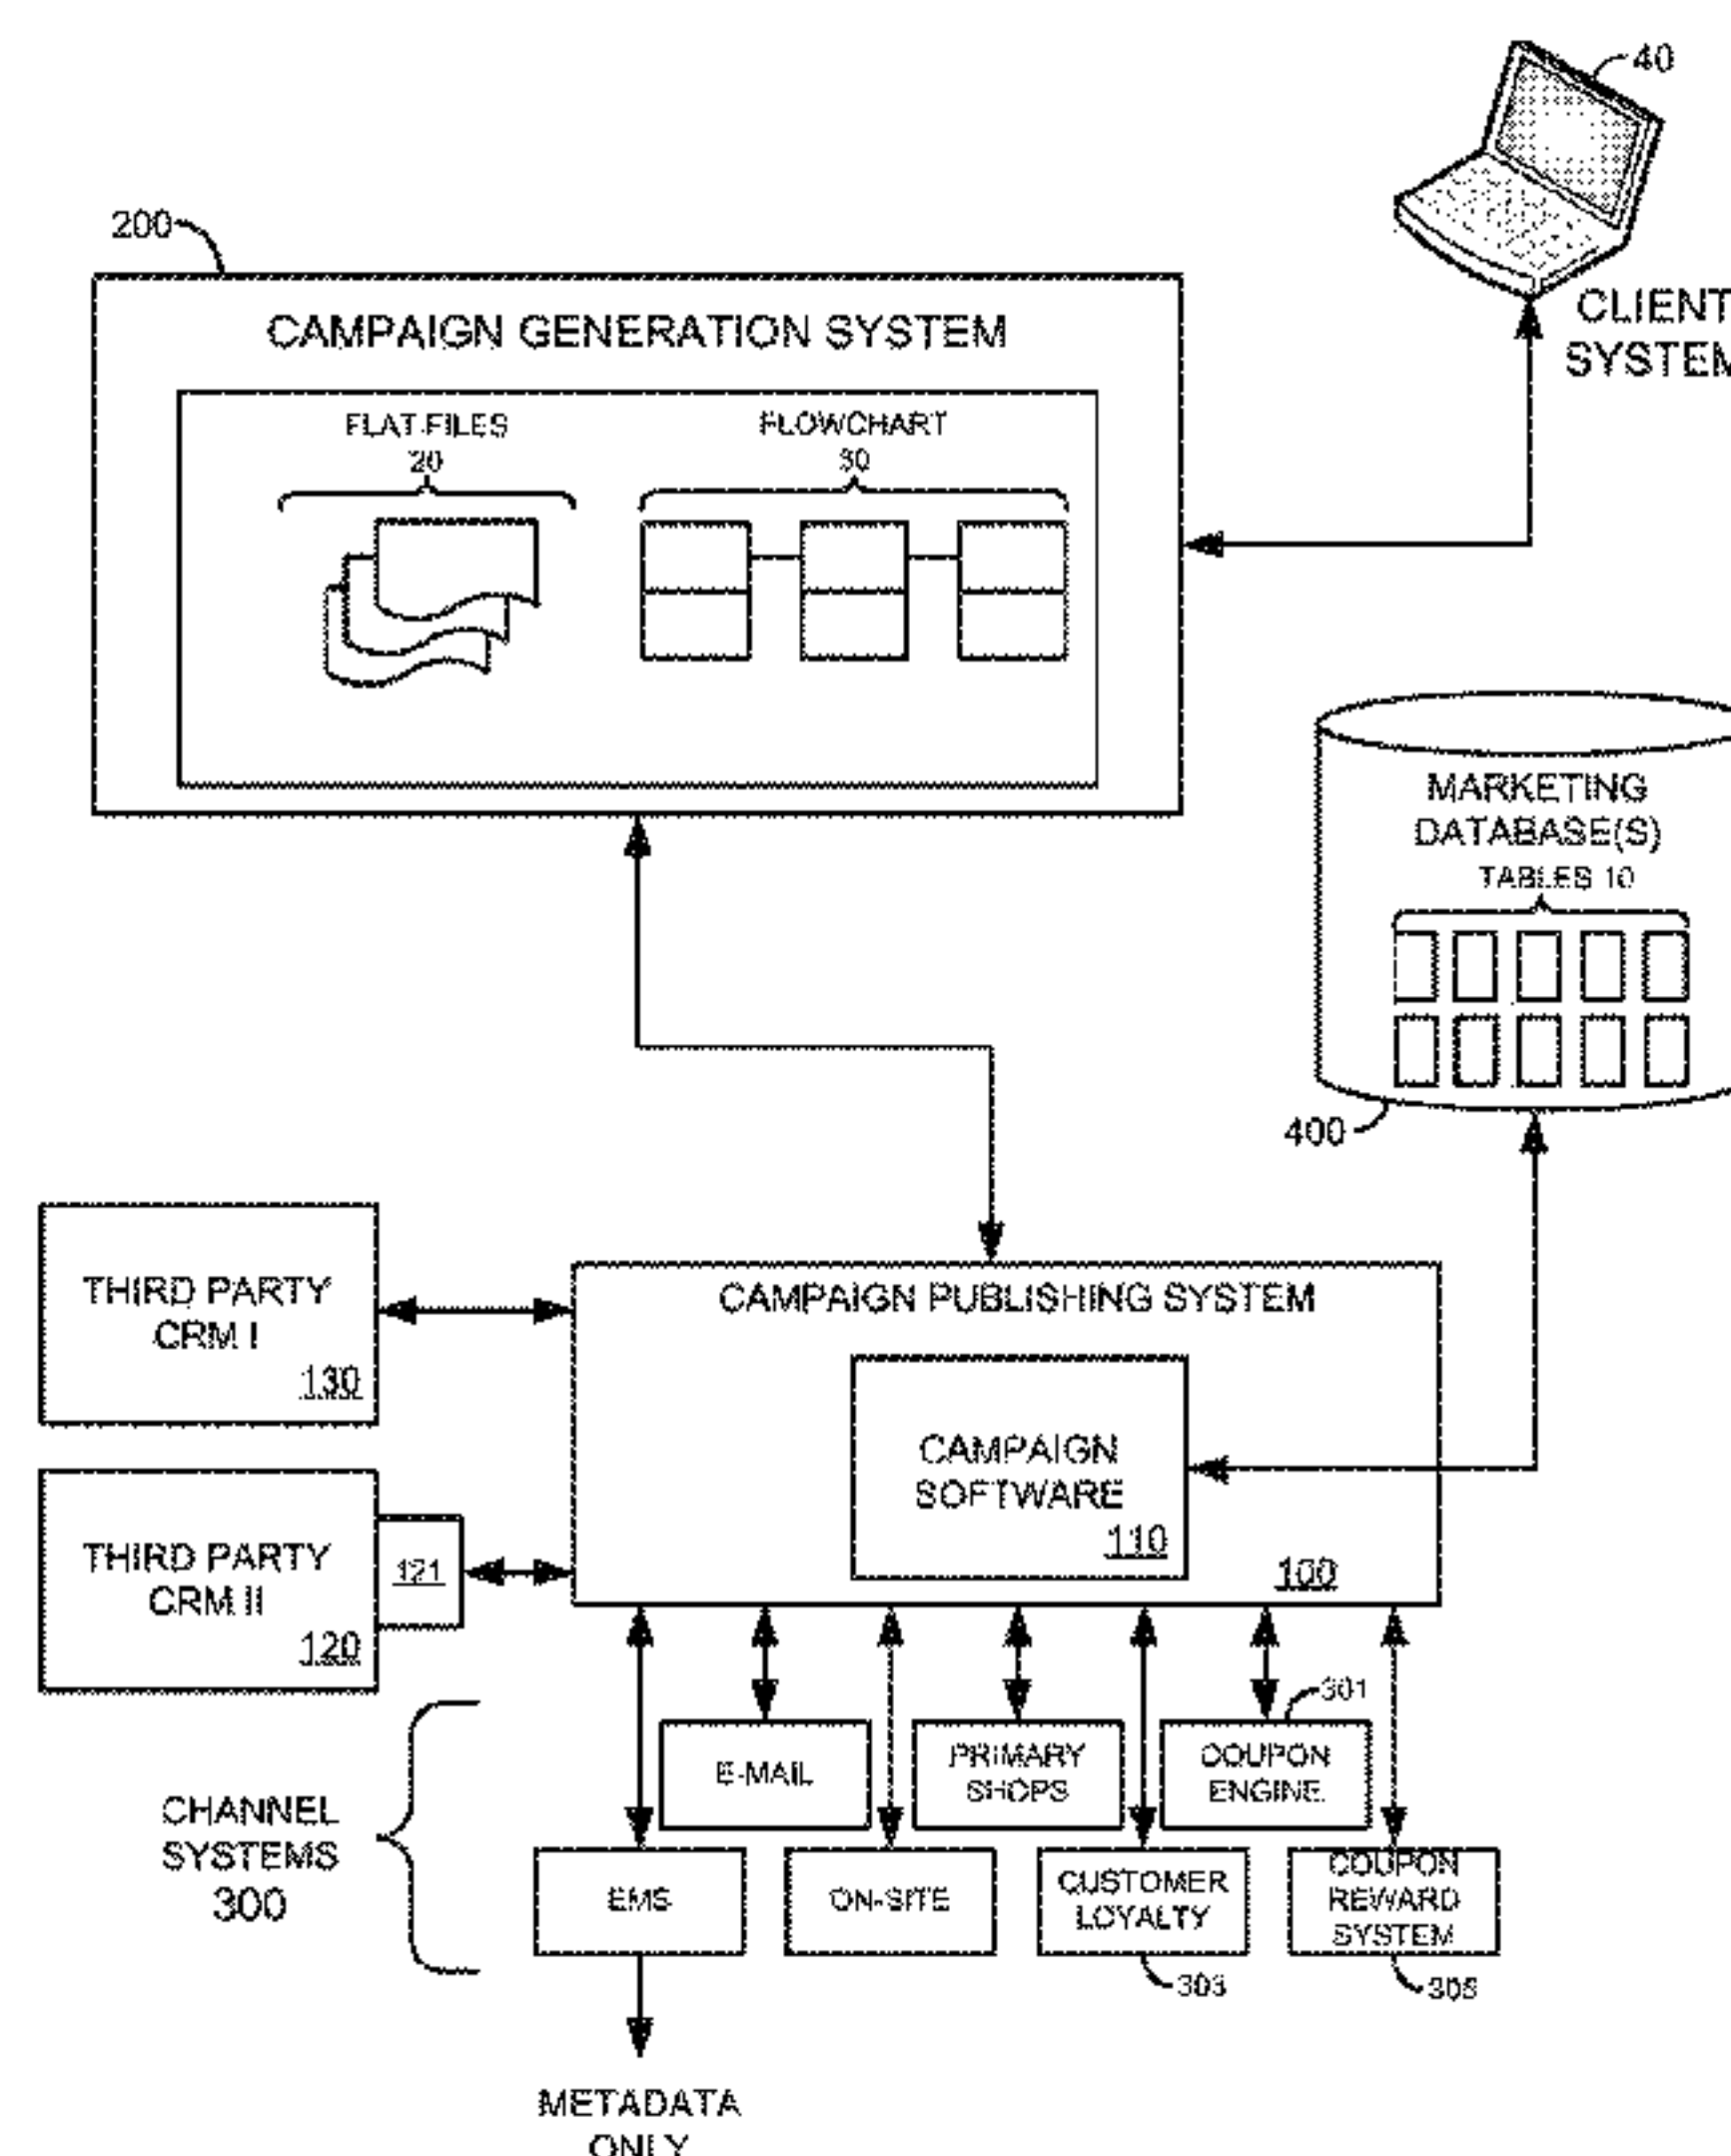 40
CLIENT
SYSTEM
200
CAMPAIGN GENERATION SYSTEM
FLAT FILES
20
FLOWCHART
30
MARKETING
DATABASE(S)
TABLES 10
400
THIRD PARTY
CRM I
130
CAMPAIGN PUBLISHING SYSTEM
CAMPAIGN
SOFTWARE
110
100
THIRD PARTY
CRM II
120
121
301
E-MAIL
PRIMARY
SHOPS
COUPON
ENGINE
CHANNEL
SYSTEMS
300
EMS
ON-SITE
CUSTOMER
LOYALTY
COUPON
REWARD
SYSTEM
303
METADATA
ONLY